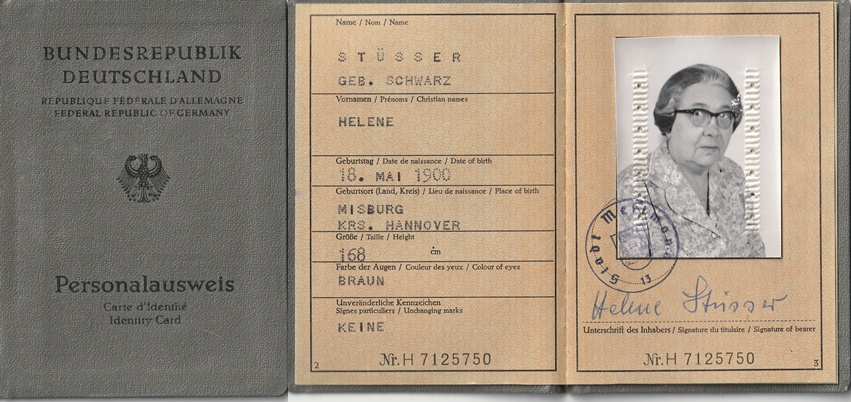 BUNDESREPUBLIK
DEUTSCHLAND
REPUBLIQUE FÉDÉRALE D'ALLEMAGNE
FEDERAL REPUBLIC OF GERMANY
Personalausweis
Carte d'Identité
Identity Card
Name / Nom / Name
STÜSSER
GEB. SCHWARZ
Vornamen / Prénoms / Christian names
HELENE
Geburtstag / Date de naissance / Date of birth
18. MAI 1900
Geburtsort (Land, Kreis) / Lieu de naissance / Place of birth
MISBURG
KRS. HANNOVER
Größe / Taille / Height
168 cm
Farbe der Augen / Couleur des yeux / Colour of eyes
BRAUN
Unveränderliche Kennzeichen
Signes particuliers / Unchanging marks
KEINE
Nr. H 7125750
2
Stadt
13
Helene Stüsser
Unterschrift des Inhabers / Signature du titulaire / Signature of bearer
Nr. H 7125750
3